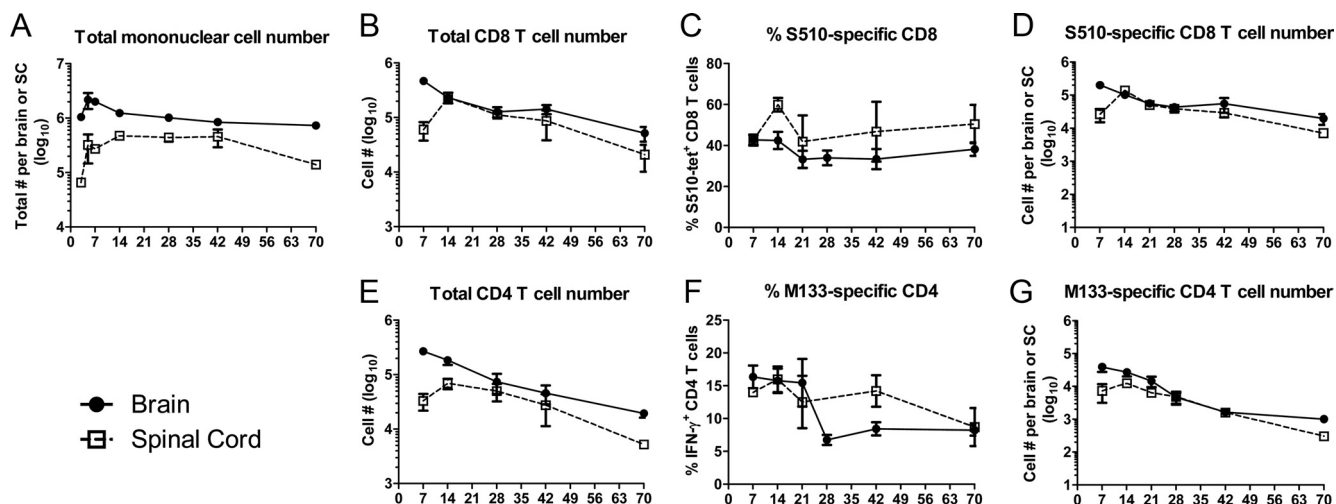 A
Total mononuclear cell number
Total # per brain or SC
(log10)
7
6
5
4
0 7 14 21 28 35 42 49 56 63 70
B
Total CD8 T cell number
Cell # (log10)
6
5
4
3
0 7 14 21 28 35 42 49 56 63 70
C
% S510-specific CD8
% S510-tet+ CD8 T cells
80
60
40
20
0
0 7 14 21 28 35 42 49 56 63 70
D
S510-specific CD8 T cell number
Cell # per brain or SC
(log10)
6
5
4
3
2
1
0 7 14 21 28 35 42 49 56 63 70
E
Total CD4 T cell number
Cell # (log10)
6
5
4
3
0 7 14 21 28 35 42 49 56 63 70
F
% M133-specific CD4
% IFN-γ+ CD4 T cells
25
20
15
10
5
0
0 7 14 21 28 35 42 49 56 63 70
G
M133-specific CD4 T cell number
Cell # per brain or SC
(log10)
6
5
4
3
2
1
0 7 14 21 28 35 42 49 56 63 70
Brain
Spinal Cord